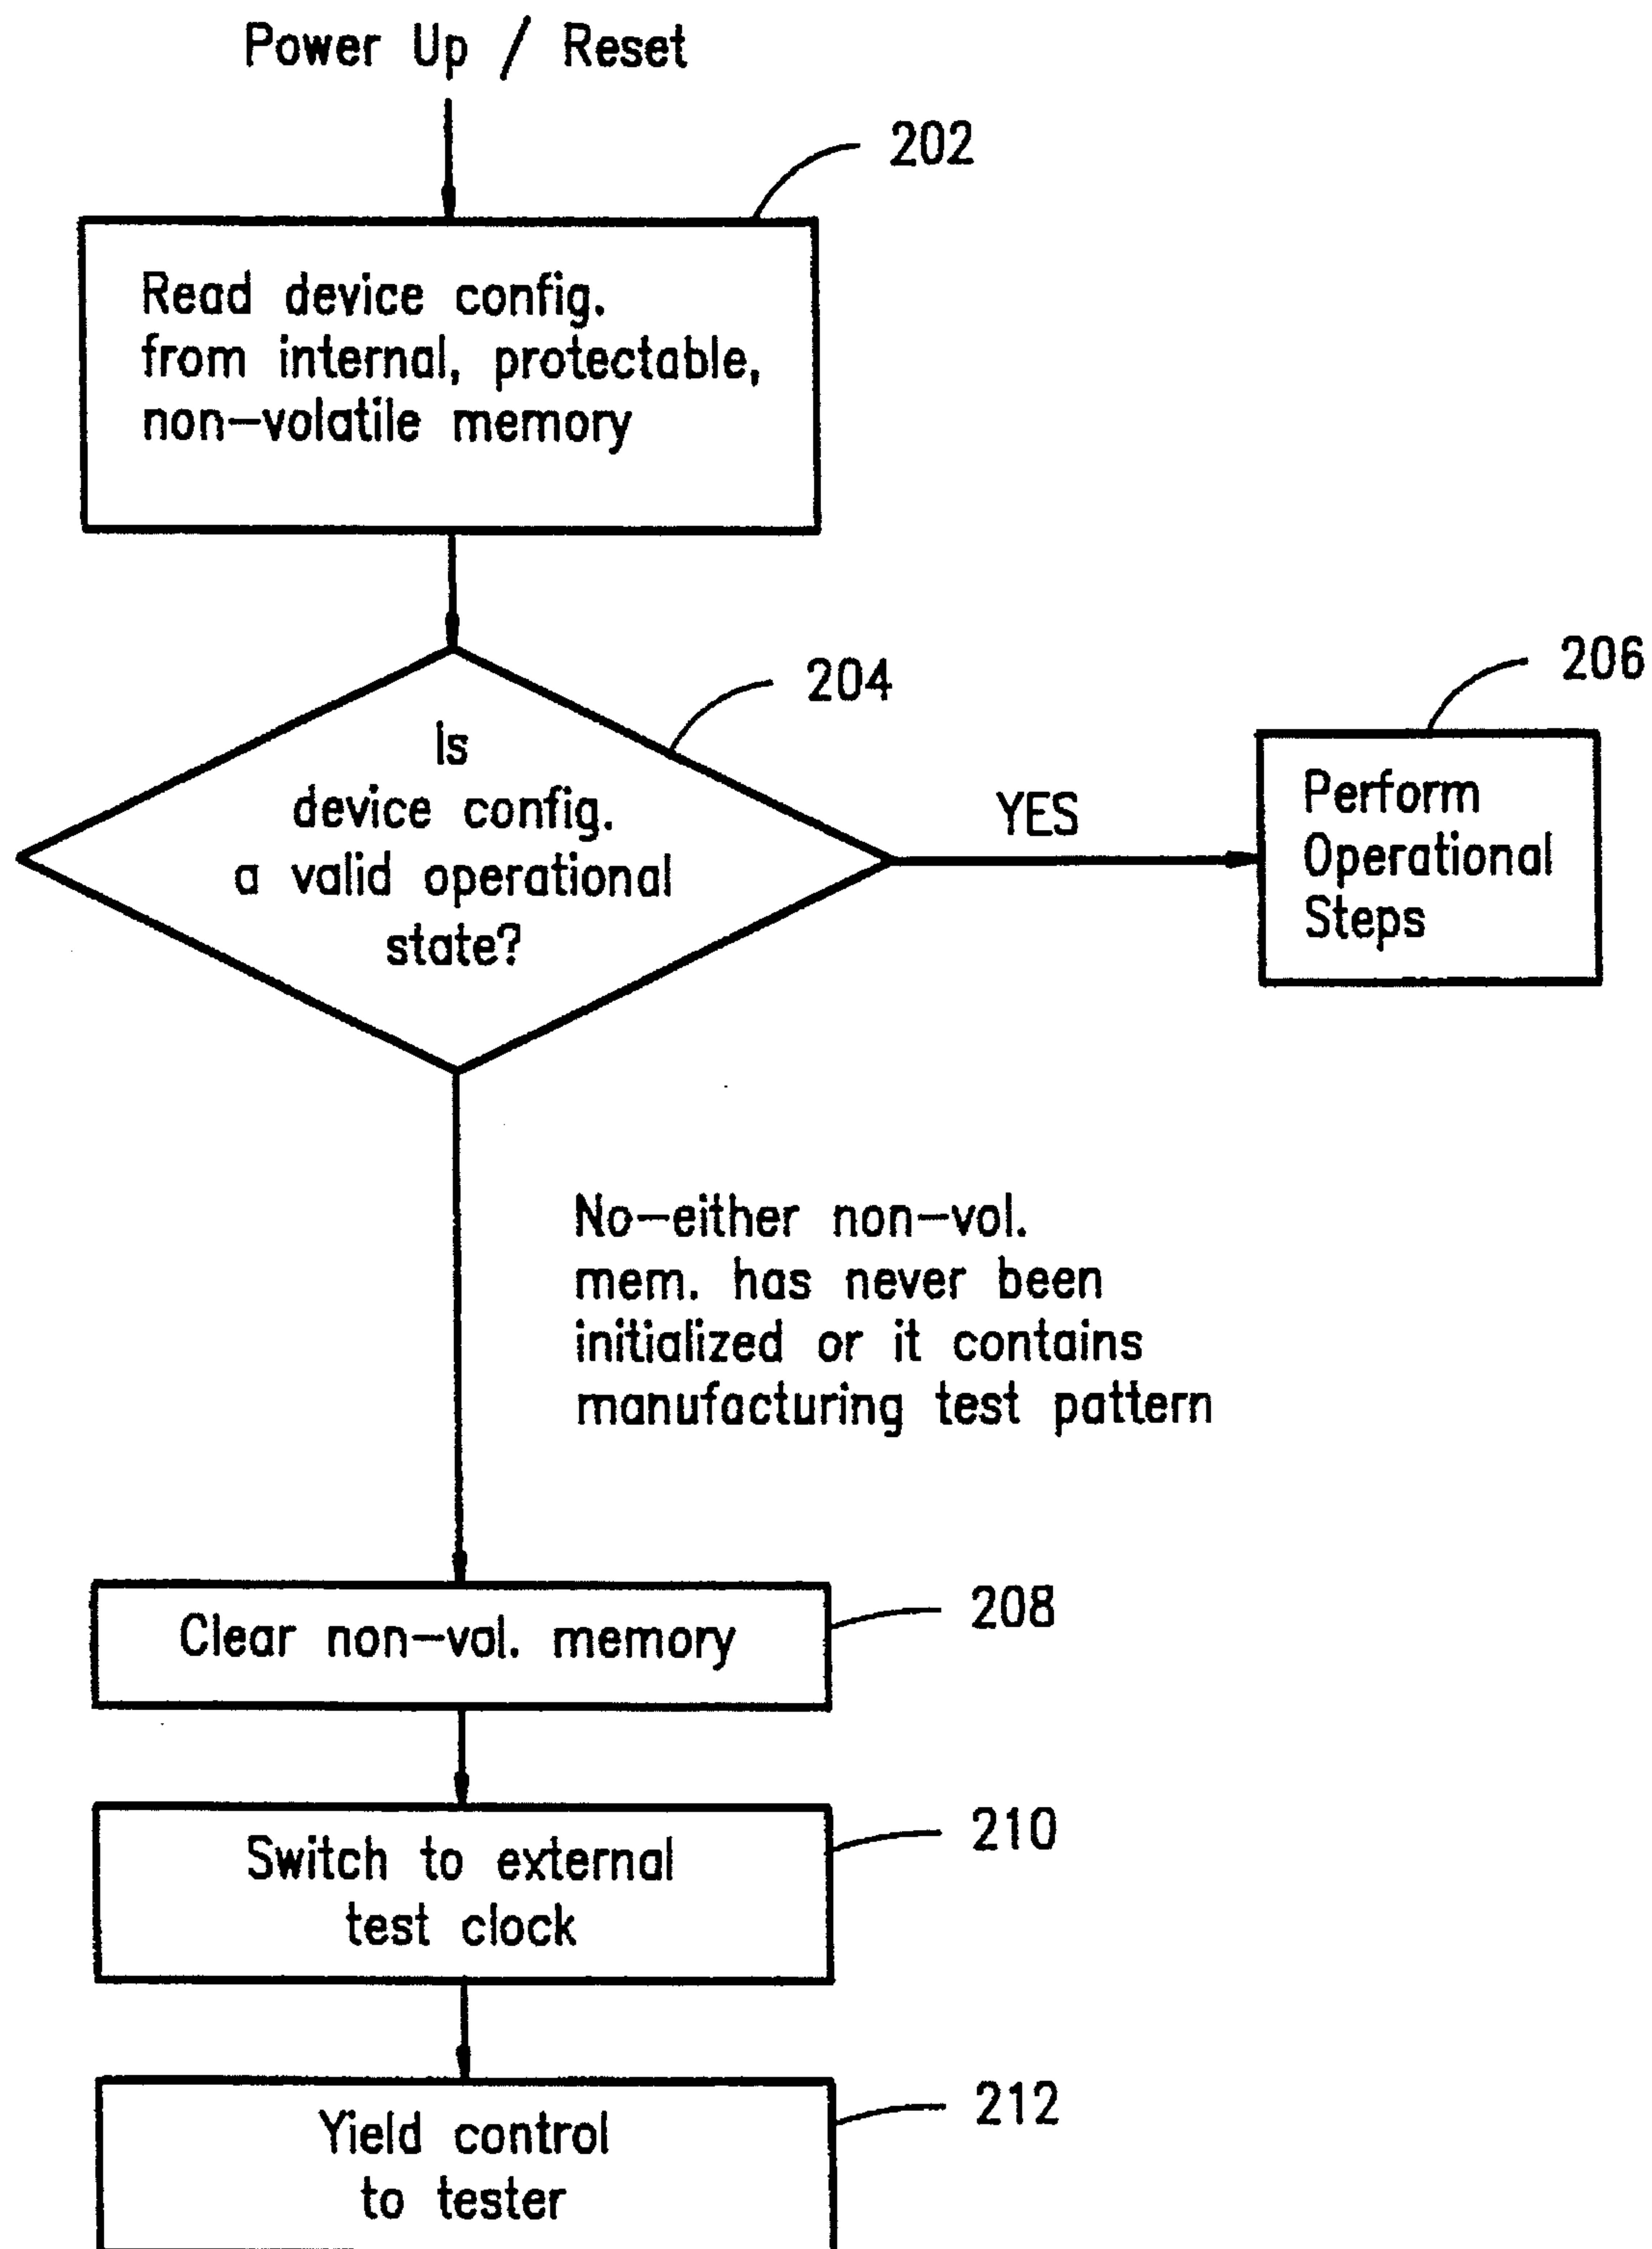 Power Up / Reset
202
Read device config.
from internal, protectable,
non-volatile memory
204
Is
device config.
a valid operational
state?
YES
206
Perform
Operational
Steps
No-either non-vol.
mem. has never been
initialized or it contains
manufacturing test pattern
208
Clear non-vol. memory
210
Switch to external
test clock
212
Yield control
to tester